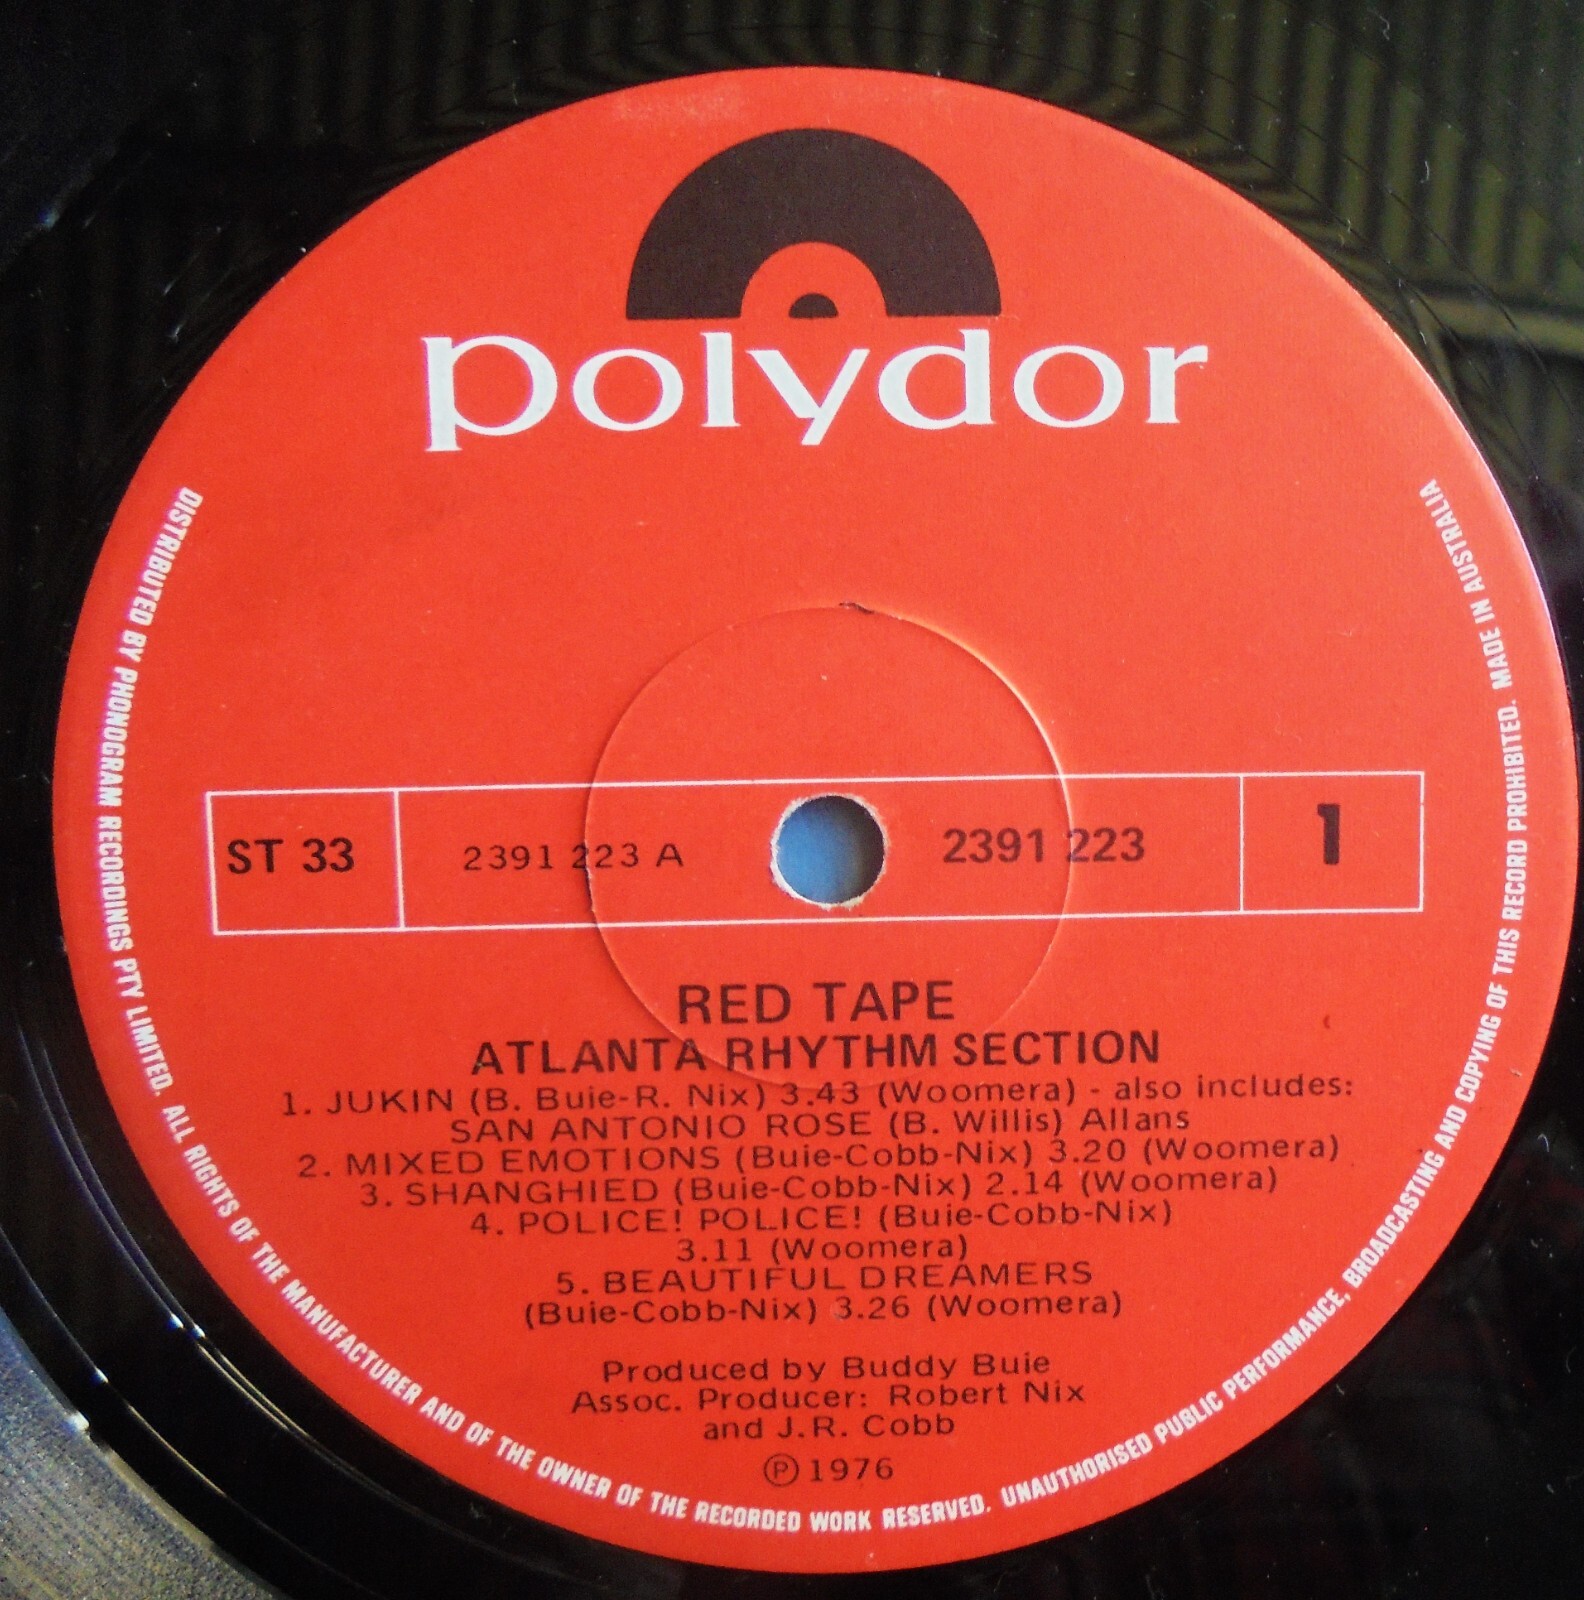 polydor
ST 33
2391 223 A
2391 223
1
RED TAPE
ATLANTA RHYTHM SECTION
1. JUKIN (B. Buie-R. Nix) 3.43 (Woomera) - also includes:
SAN ANTONIO ROSE (B. Willis) Allans
2. MIXED EMOTIONS (Buie-Cobb-Nix) 3.20 (Woomera)
3. SHANGHIED (Buie-Cobb-Nix) 2.14 (Woomera)
4. POLICE! POLICE! (Buie-Cobb-Nix)
3.11 (Woomera)
5. BEAUTIFUL DREAMERS
(Buie-Cobb-Nix) 3.26 (Woomera)
Produced by Buddy Buie
Assoc. Producer: Robert Nix
and J.R. Cobb
Ⓟ 1976
DISTRIBUTED BY PHONOGRAM RECORDINGS PTY LIMITED. ALL RIGHTS OF THE MANUFACTURER AND OF THE OWNER OF THE RECORDED WORK RESERVED. UNAUTHORISED PUBLIC PERFORMANCE, BROADCASTING AND COPYING OF THIS RECORD PROHIBITED. MADE IN AUSTRALIA